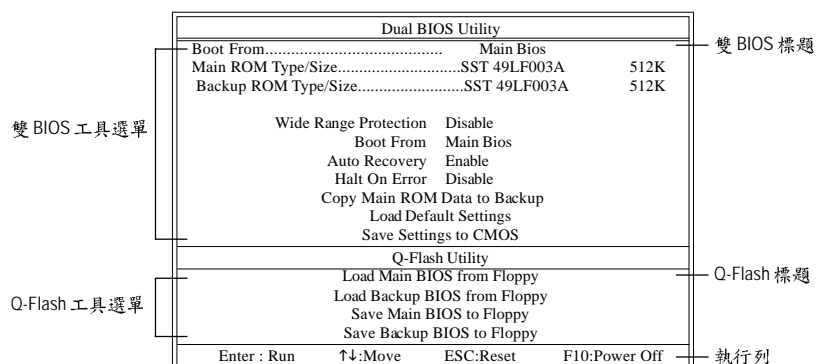 Dual BIOS Utility
Boot From.......................................... Main Bios
雙 BIOS 標題
Main ROM Type/Size.............................SST 49LF003A 512K
Backup ROM Type/Size.........................SST 49LF003A 512K
雙 BIOS 工具選單
Wide Range Protection Disable
Boot From Main Bios
Auto Recovery Enable
Halt On Error Disable
Copy Main ROM Data to Backup
Load Default Settings
Save Settings to CMOS
Q-Flash Utility
Load Main BIOS from Floppy
Q-Flash 標題
Load Backup BIOS from Floppy
Q-Flash 工具選單
Save Main BIOS to Floppy
Save Backup BIOS to Floppy
Enter : Run ↑↓:Move ESC:Reset F10:Power Off
執行列